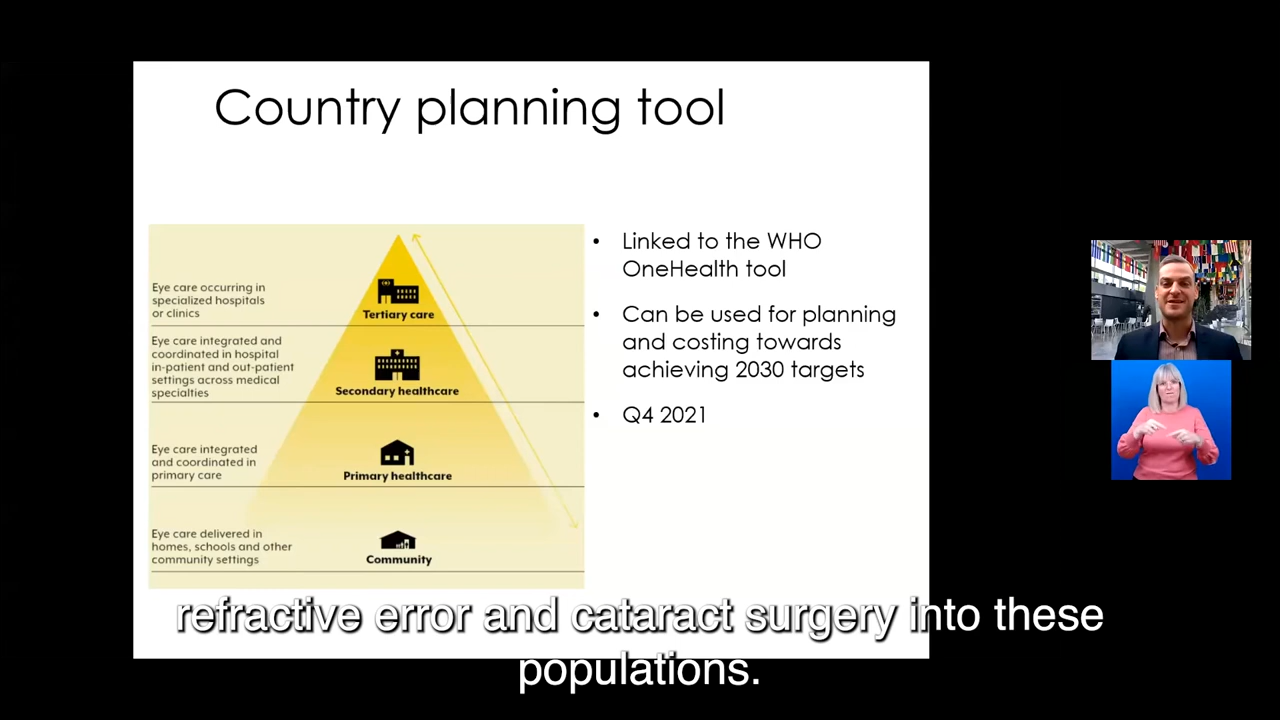 Country planning tool
Eye care occurring in
specialized hospitals
or clinics
Tertiary care
Eye care integrated and
coordinated in hospital
in-patient and out-patient
settings across medical
specialties
Secondary healthcare
Eye care integrated
and coordinated in
primary care
Primary healthcare
Eye care delivered in
homes, schools and other
community settings
Community
• Linked to the WHO
OneHealth tool
• Can be used for planning
and costing towards
achieving 2030 targets
• Q4 2021
refractive error and cataract surgery into these
populations.